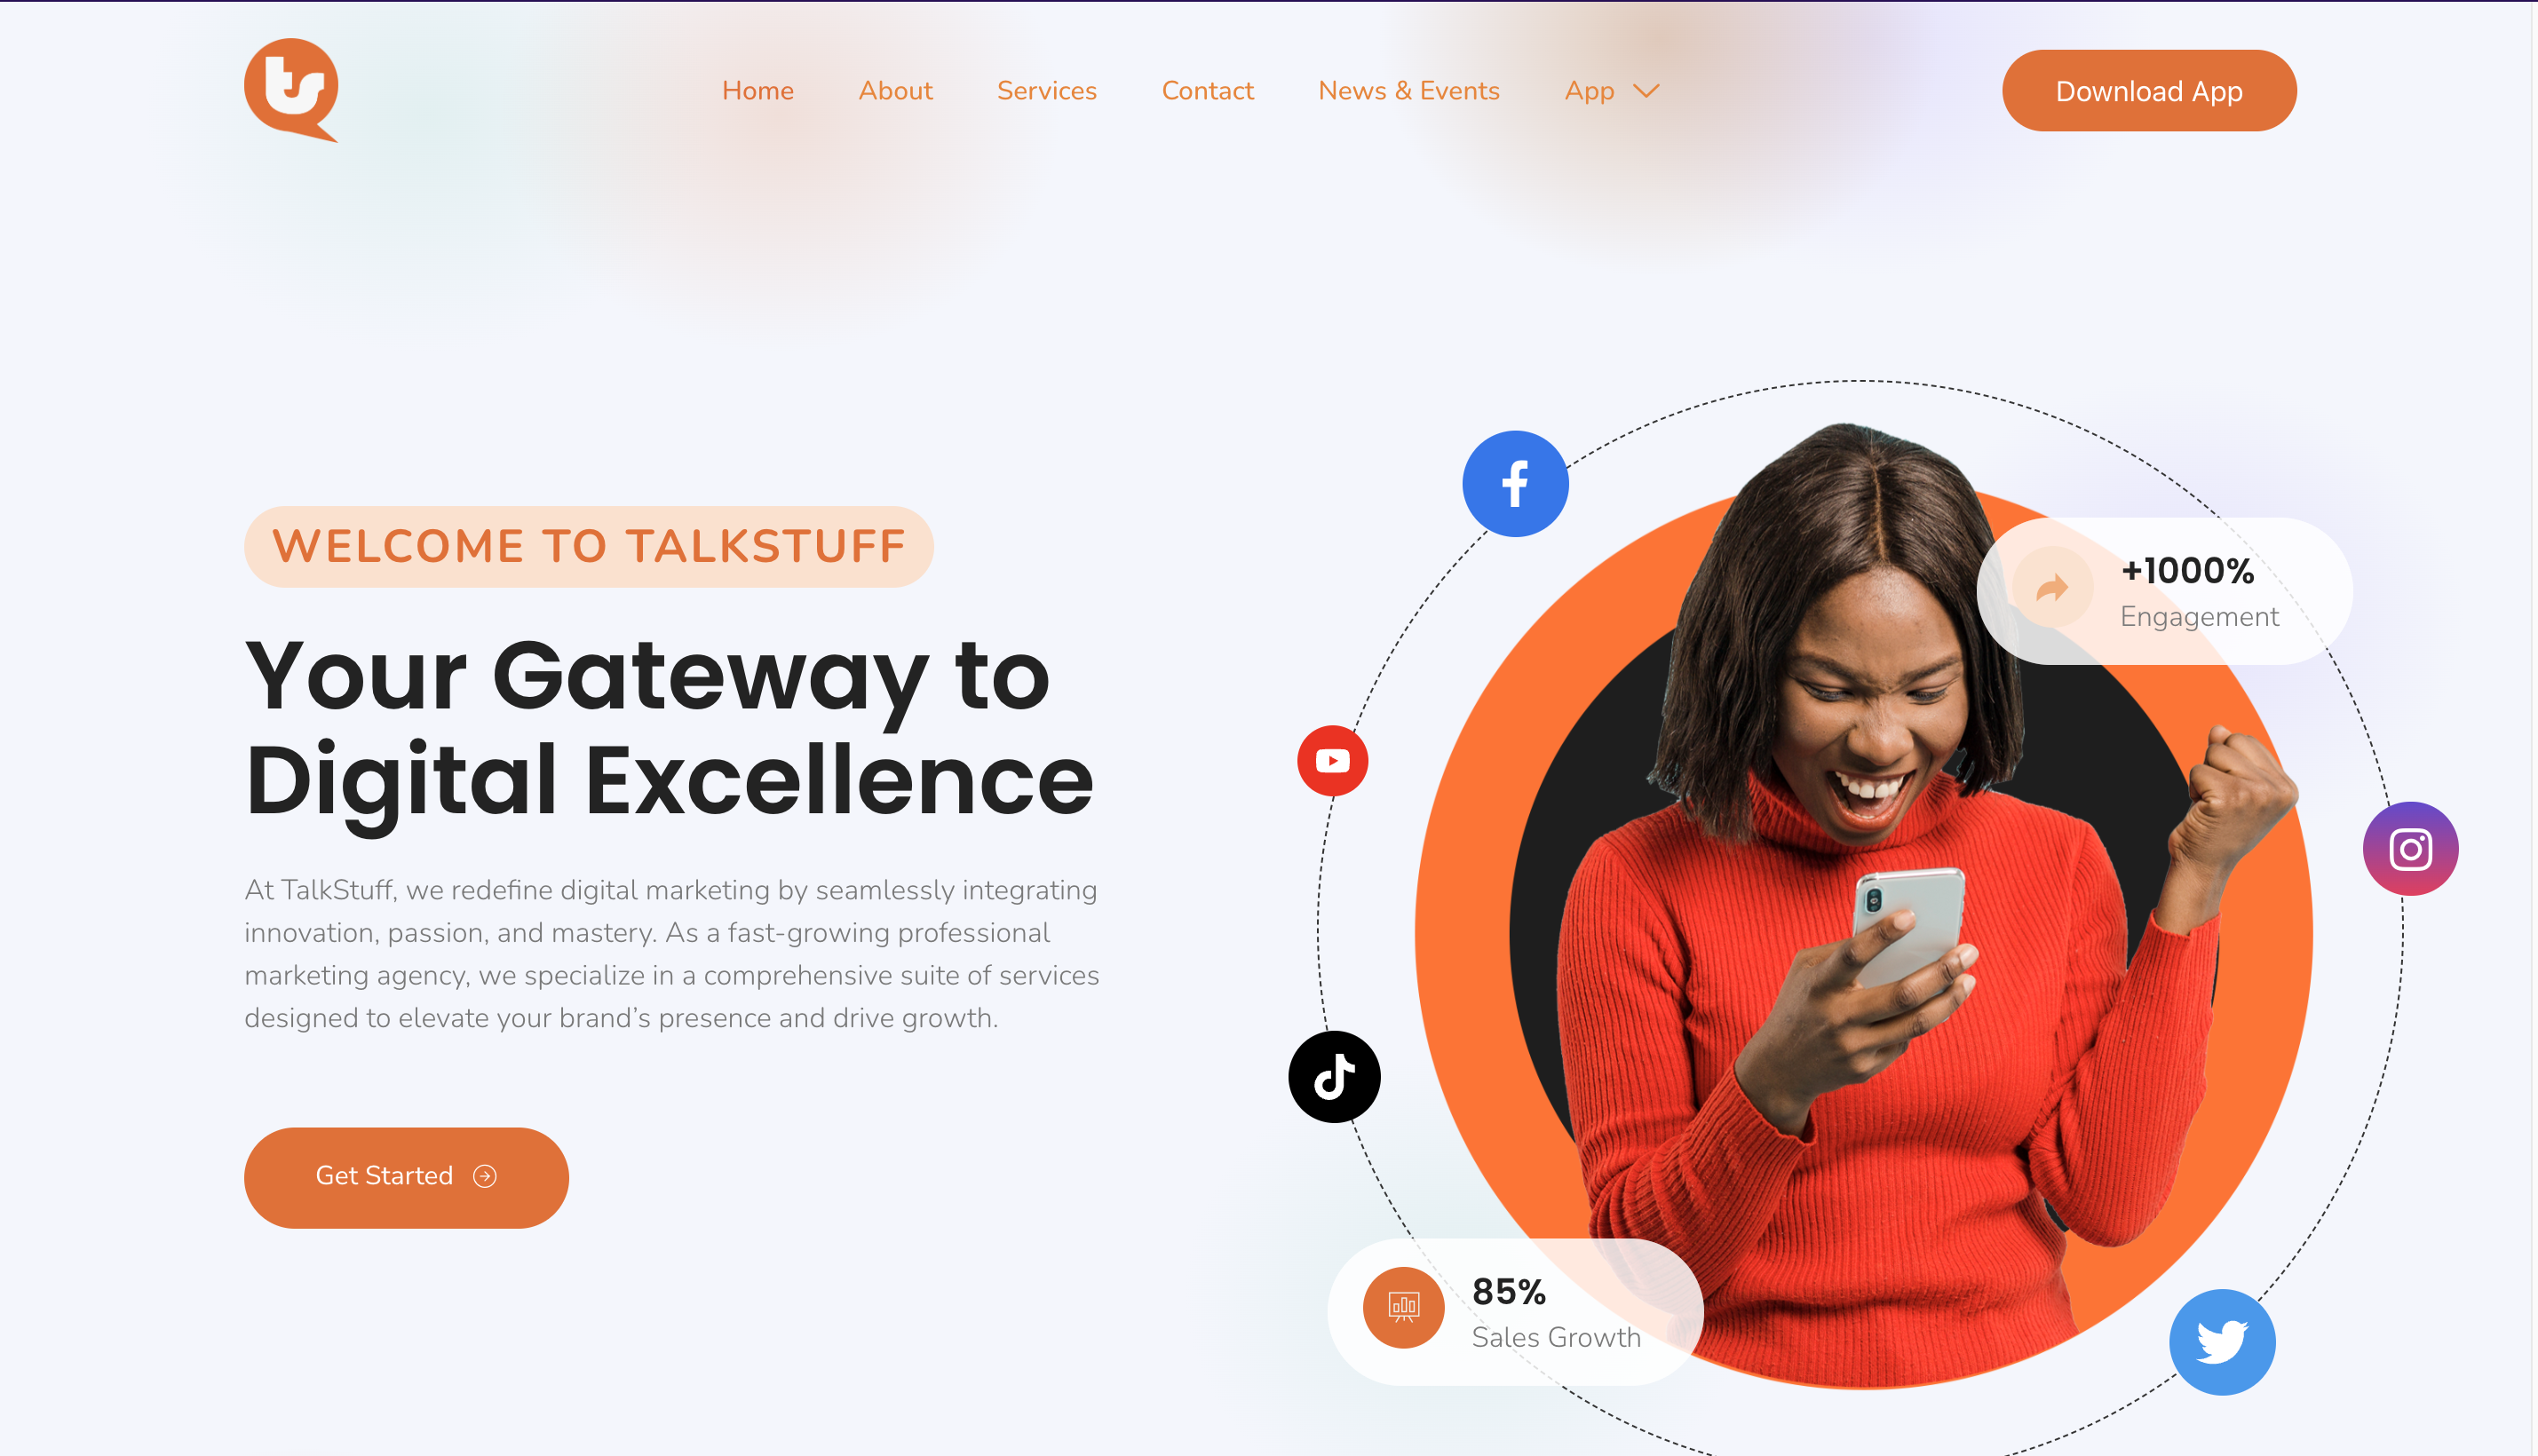 ts
Home
About
Services
Contact
News & Events
App
Download App
WELCOME TO TALKSTUFF
Your Gateway to
Digital Excellence
At TalkStuff, we redefine digital marketing by seamlessly integrating
innovation, passion, and mastery. As a fast-growing professional
marketing agency, we specialize in a comprehensive suite of services
designed to elevate your brand’s presence and drive growth.
Get Started
+1000%
Engagement
85%
Sales Growth